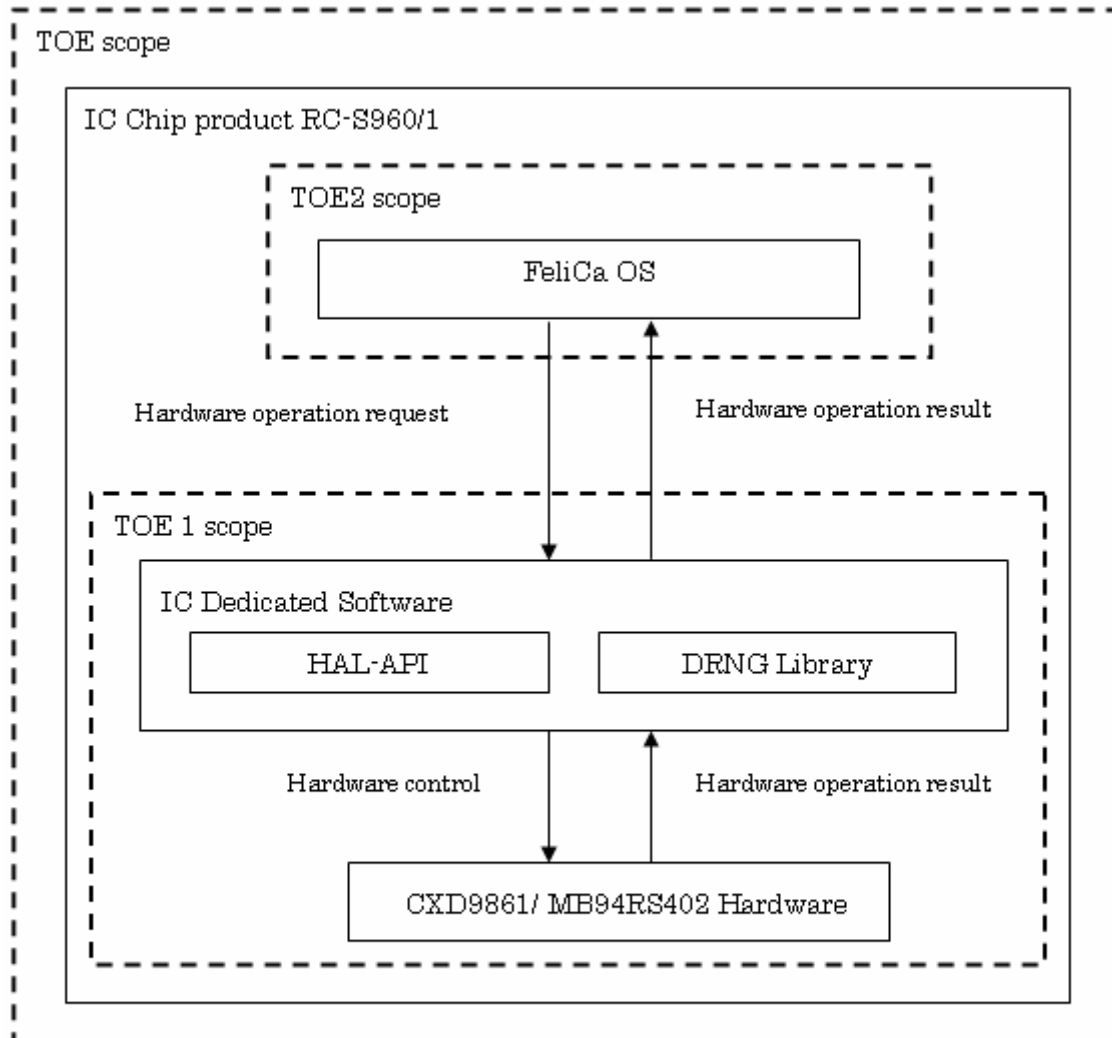 TOE scope
IC Chip product RC-S960/1
TOE2 scope
FeliCa OS
Hardware operation request
Hardware operation result
TOE 1 scope
IC Dedicated Software
HAL-API
DRNG Library
Hardware control
Hardware operation result
CXD9861/ MB94RS402 Hardware